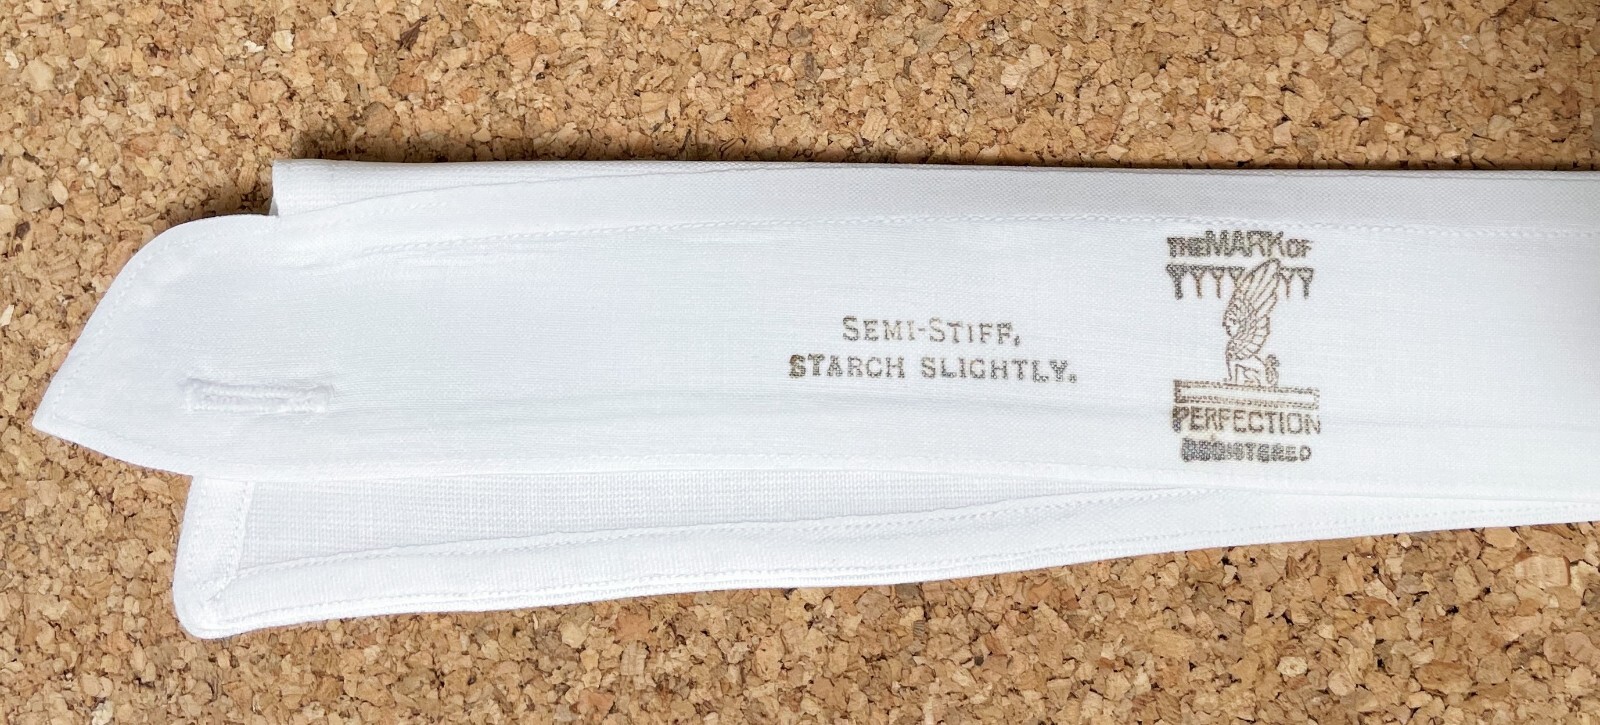 SEMI-STIFF.
STARCH SLIGHTLY.
THE MARK OF
PERFECTION
REGISTERED